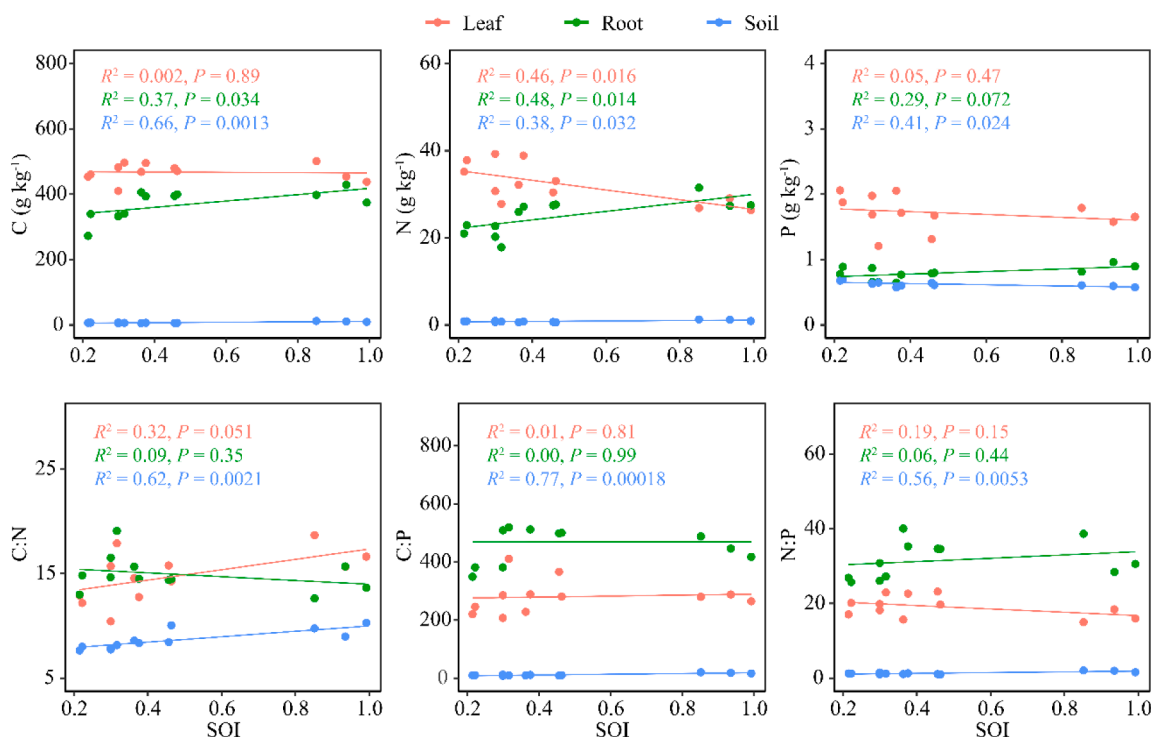 Leaf Root Soil
R² = 0.002, P = 0.89
R² = 0.37, P = 0.034
R² = 0.66, P = 0.0013
C (g kg⁻¹)
800
600
400
200
0
0.2 0.4 0.6 0.8 1.0
R² = 0.46, P = 0.016
R² = 0.48, P = 0.014
R² = 0.38, P = 0.032
N (g kg⁻¹)
60
40
20
0
0.2 0.4 0.6 0.8 1.0
R² = 0.05, P = 0.47
R² = 0.29, P = 0.072
R² = 0.41, P = 0.024
P (g kg⁻¹)
4
3
2
1
0
0.2 0.4 0.6 0.8 1.0
R² = 0.32, P = 0.051
R² = 0.09, P = 0.35
R² = 0.62, P = 0.0021
C:N
25
15
5
0.2 0.4 0.6 0.8 1.0
SOI
R² = 0.01, P = 0.81
R² = 0.00, P = 0.99
R² = 0.77, P = 0.00018
C:P
800
600
400
200
0
0.2 0.4 0.6 0.8 1.0
SOI
R² = 0.19, P = 0.15
R² = 0.06, P = 0.44
R² = 0.56, P = 0.0053
N:P
60
40
20
0
0.2 0.4 0.6 0.8 1.0
SOI